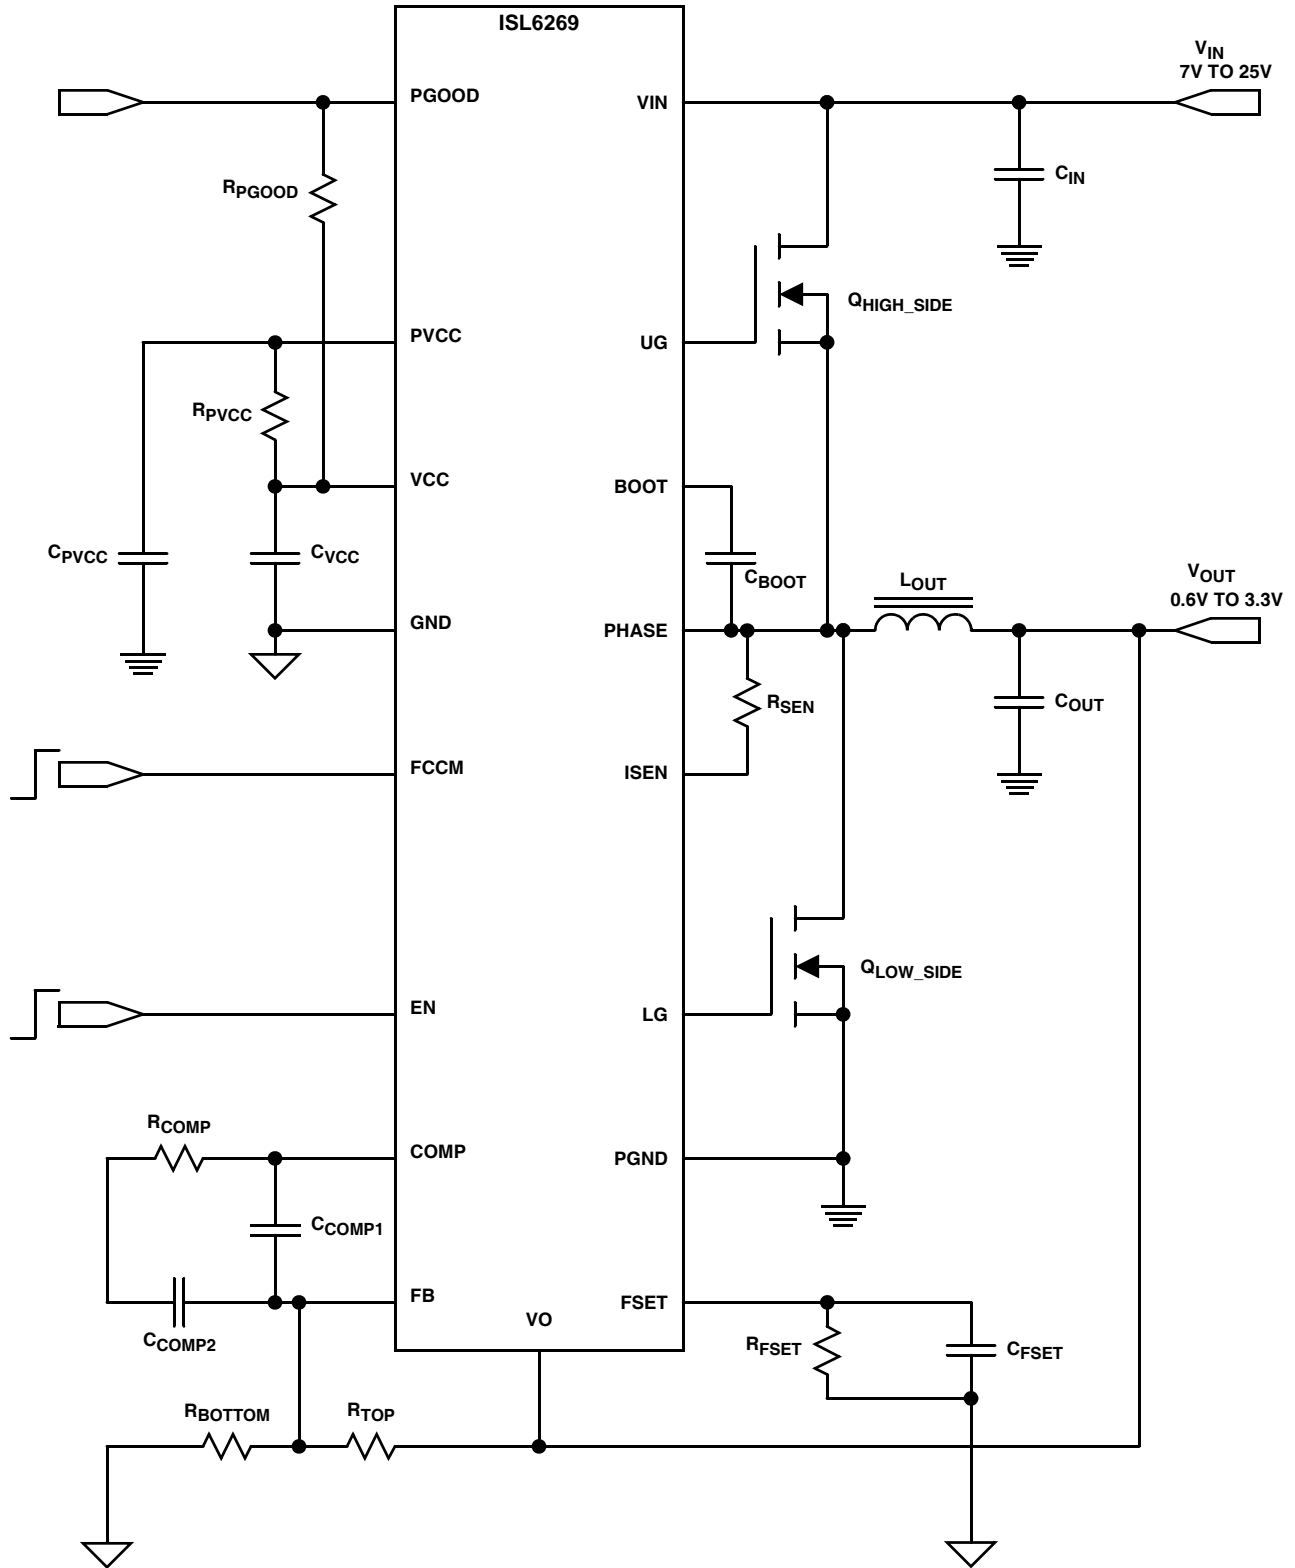 ISL6269
V_IN
7V TO 25V
PGOOD
VIN
C_IN
R_PGOOD
Q_HIGH_SIDE
PVCC
UG
R_PVCC
VCC
BOOT
C_PVCC
C_VCC
C_BOOT
L_OUT
V_OUT
0.6V TO 3.3V
GND
PHASE
R_SEN
C_OUT
FCCM
ISEN
Q_LOW_SIDE
EN
LG
R_COMP
COMP
PGND
C_COMP1
FB
FSET
VO
C_COMP2
R_FSET
C_FSET
R_BOTTOM
R_TOP